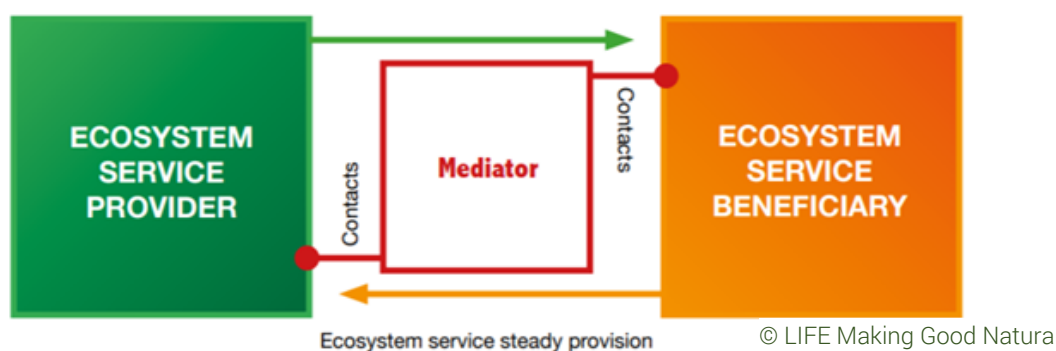 ECOSYSTEM
SERVICE
PROVIDER
Contacts
Mediator
Contacts
ECOSYSTEM
SERVICE
BENEFICIARY
Ecosystem service steady provision
© LIFE Making Good Natura